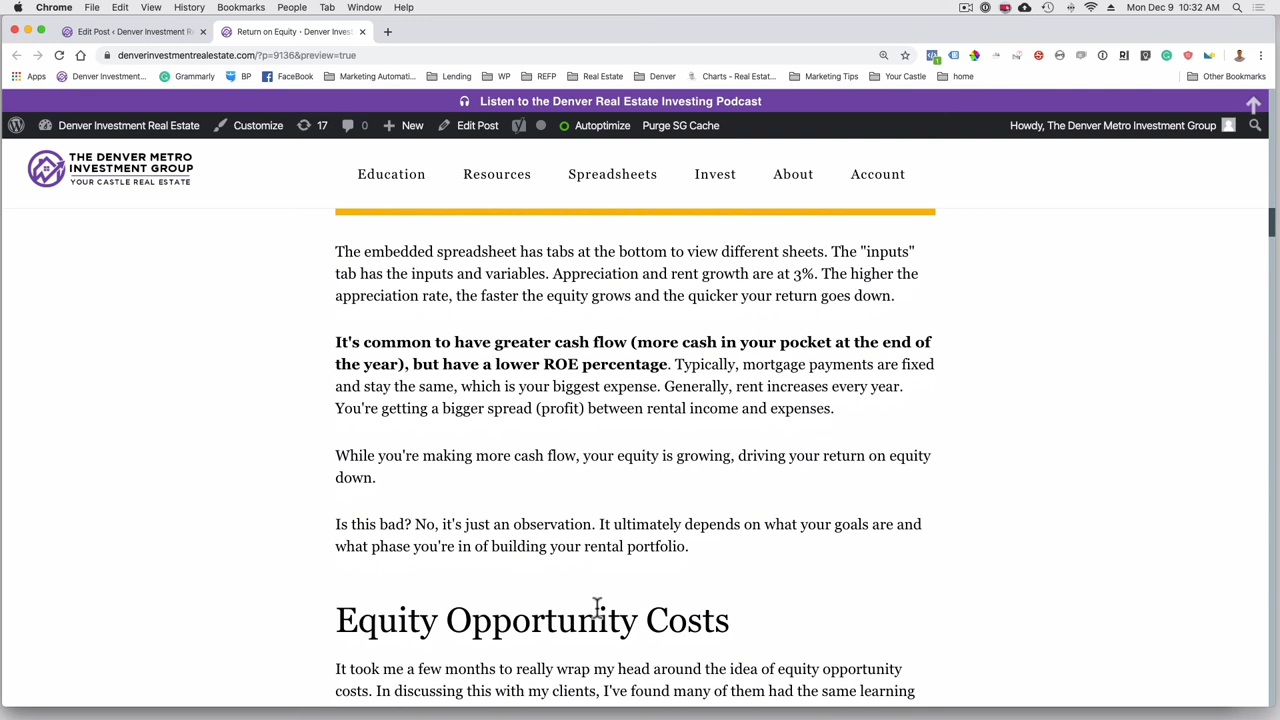 Chrome File Edit View History Bookmarks People Tab Window Help Mon Dec 9 10:32 AM
Edit Post ‹ Denver Investment R Return on Equity - Denver Inves
denverinvestmentrealestate.com/?p=9136&preview=true
Apps Denver Investment... Grammarly BP FaceBook Marketing Automati... Lending WP REFP Real Estate Denver Charts - Real Estat... Marketing Tips Your Castle home Other Bookmarks
Listen to the Denver Real Estate Investing Podcast
Denver Investment Real Estate Customize 17 0 New Edit Post Autoptimize Purge SG Cache Howdy, The Denver Metro Investment Group
THE DENVER METRO
INVESTMENT GROUP
YOUR CASTLE REAL ESTATE
Education Resources Spreadsheets Invest About Account
The embedded spreadsheet has tabs at the bottom to view different sheets. The "inputs"
tab has the inputs and variables. Appreciation and rent growth are at 3%. The higher the
appreciation rate, the faster the equity grows and the quicker your return goes down.
It's common to have greater cash flow (more cash in your pocket at the end of
the year), but have a lower ROE percentage. Typically, mortgage payments are fixed
and stay the same, which is your biggest expense. Generally, rent increases every year.
You're getting a bigger spread (profit) between rental income and expenses.
While you're making more cash flow, your equity is growing, driving your return on equity
down.
Is this bad? No, it's just an observation. It ultimately depends on what your goals are and
what phase you're in of building your rental portfolio.
Equity Opportunity Costs
It took me a few months to really wrap my head around the idea of equity opportunity
costs. In discussing this with my clients, I've found many of them had the same learning